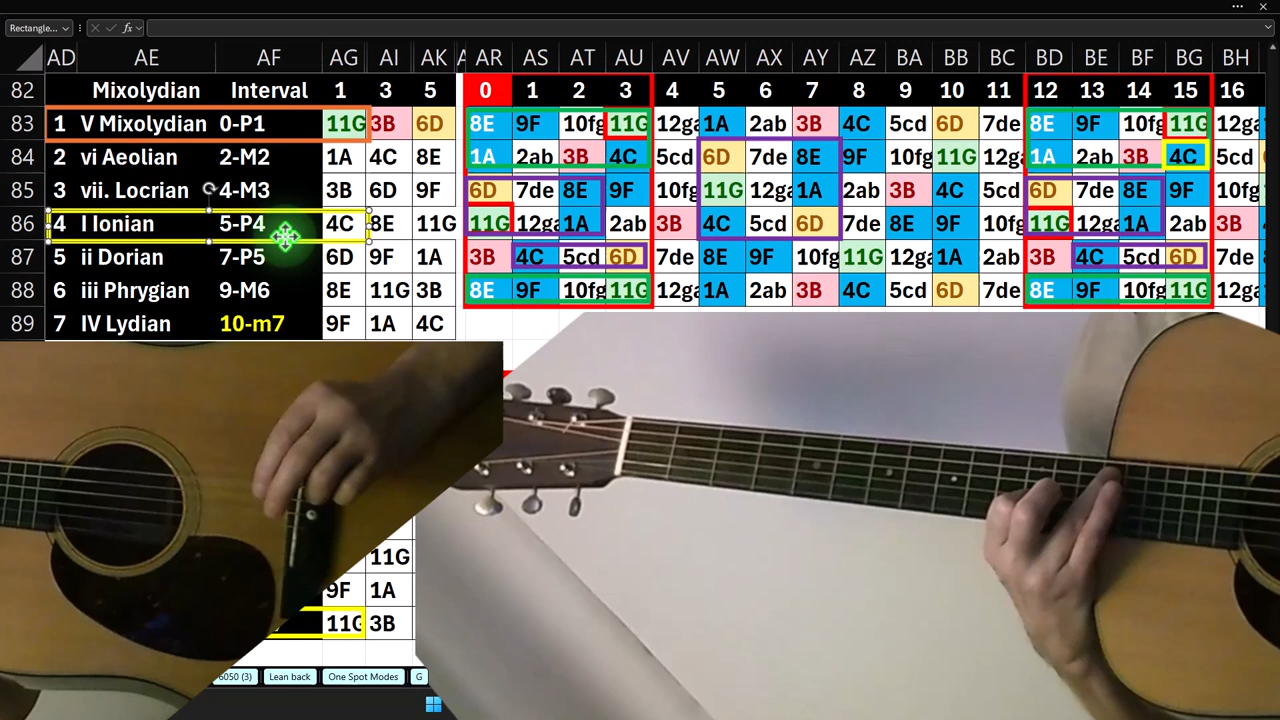 Rectangle...
fx
AD AE AF AG AI AK AR AS AT AU AV AW AX AY AZ BA BB BC BD BE BF BG BH
82 Mixolydian Interval 1 3 5 0 1 2 3 4 5 6 7 8 9 10 11 12 13 14 15 16
83 1 V Mixolydian 0-P1 11G 3B 6D 8E 9F 10fg 11G 12ga 1A 2ab 3B 4C 5cd 6D 7de 8E 9F 10fg 11G 12ga
84 2 vi Aeolian 2-M2 1A 4C 8E 1A 2ab 3B 4C 5cd 6D 7de 8E 9F 10fg 11G 12ga 1A 2ab 3B 4C 5cd
85 3 vii. Locrian 4-M3 3B 6D 9F 6D 7de 8E 9F 10fg 11G 12ga 1A 2ab 3B 4C 5cd 6D 7de 8E 9F 10fg
86 4 I Ionian 5-P4 4C 8E 11G 11G 12ga 1A 2ab 3B 4C 5cd 6D 7de 8E 9F 10fg 11G 12ga 1A 2ab 3B
87 5 ii Dorian 7-P5 6D 9F 1A 3B 4C 5cd 6D 7de 8E 9F 10fg 11G 12ga 1A 2ab 3B 4C 5cd 6D 7de
88 6 iii Phrygian 9-M6 8E 11G 3B 8E 9F 10fg 11G 12ga 1A 2ab 3B 4C 5cd 6D 7de 8E 9F 10fg 11G 12ga
89 7 IV Lydian 10-m7 9F 1A 4C
11G
9F 1A
11G 3B
6050 (3) Lean back One Spot Modes G